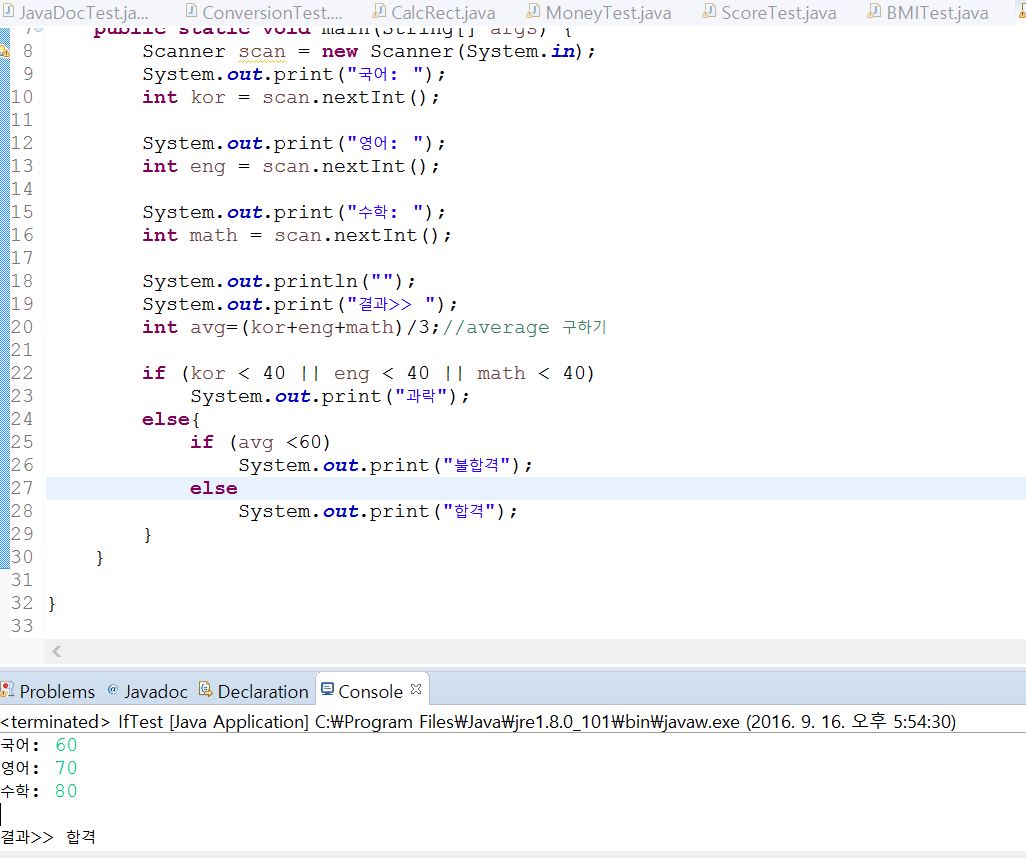 JavaDocTest.ja... ConversionTest.... CalcRect.java MoneyTest.java ScoreTest.java BMITest.java
7 public static void main(String[] args) {
8 Scanner scan = new Scanner(System.in);
9 System.out.print("국어: ");
10 int kor = scan.nextInt();
11
12 System.out.print("영어: ");
13 int eng = scan.nextInt();
14
15 System.out.print("수학: ");
16 int math = scan.nextInt();
17
18 System.out.println("");
19 System.out.print("결과>> ");
20 int avg=(kor+eng+math)/3;//average 구하기
21
22 if (kor < 40 || eng < 40 || math < 40)
23 System.out.print("과락");
24 else{
25 if (avg <60)
26 System.out.print("불합격");
27 else
28 System.out.print("합격");
29 }
30 }
31
32 }
33
Problems Javadoc Declaration Console
<terminated> IfTest [Java Application] C:₩Program Files₩Java₩jre1.8.0_101₩bin₩javaw.exe (2016. 9. 16. 오후 5:54:30)
국어: 60
영어: 70
수학: 80
결과>> 합격